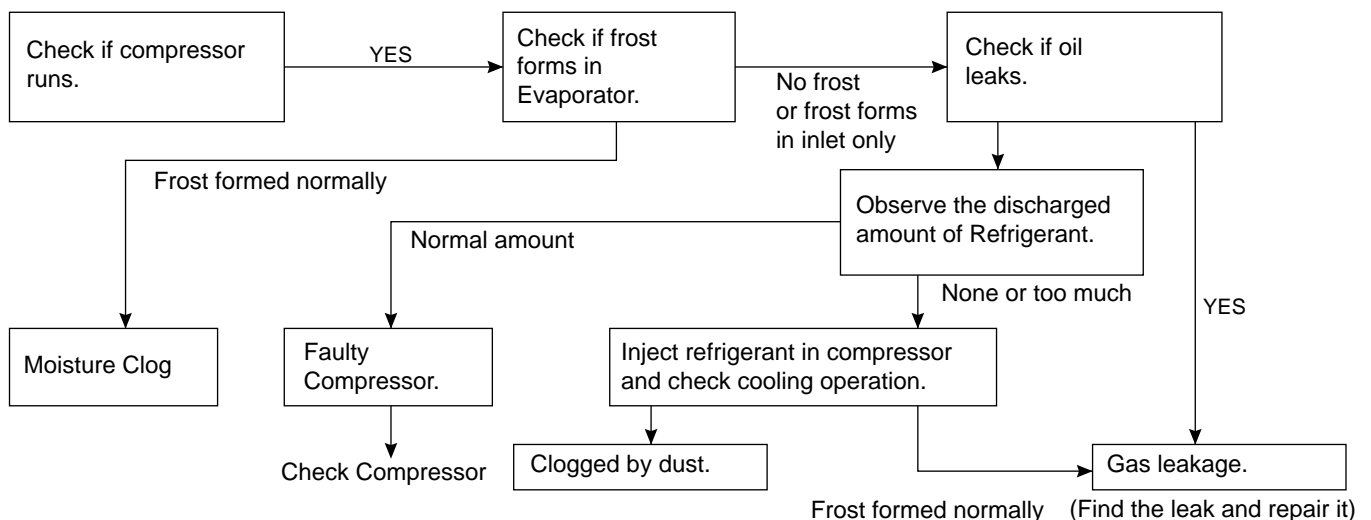 Check if compressor
runs.
YES
Check if frost
forms in
Evaporator.
No frost
or frost forms
in inlet only
Check if oil
leaks.
Frost formed normally
Observe the discharged
amount of Refrigerant.
Normal amount
None or too much
YES
Moisture Clog
Faulty
Compressor.
Inject refrigerant in compressor
and check cooling operation.
Check Compressor
Clogged by dust.
Gas leakage.
Frost formed normally
(Find the leak and repair it)